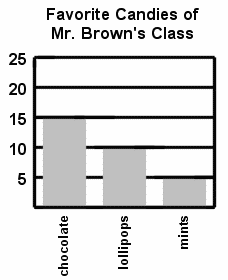 Favorite Candies of
Mr. Brown's Class
25
20
15
10
5
chocolate
lollipops
mints